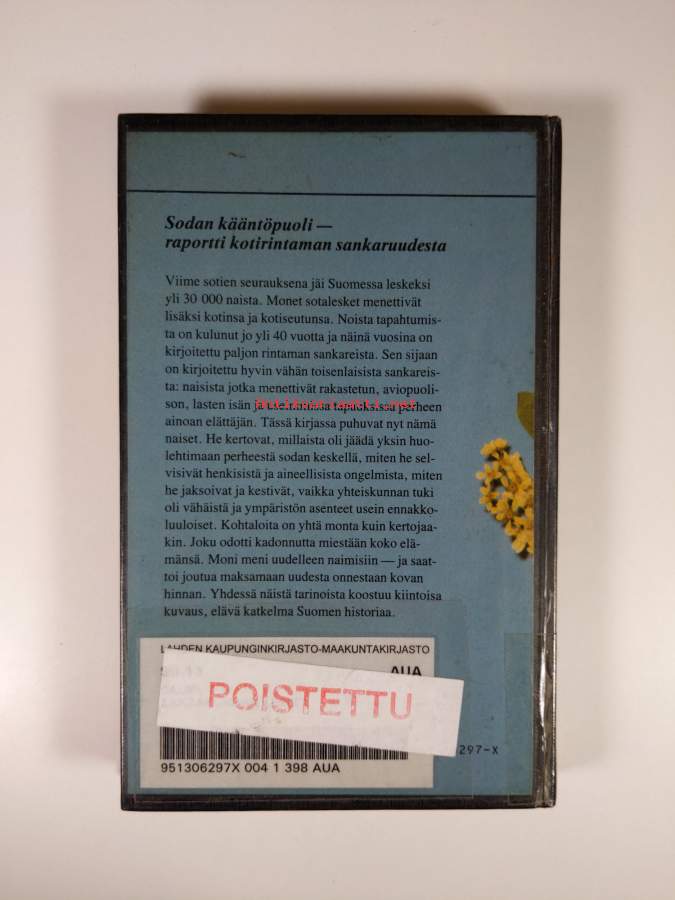 Sodan kääntöpuoli —
raportti kotirintaman sankaruudesta
Viime sotien seurauksena jäi Suomessa leskeksi
yli 30 000 naista. Monet sotalesket menettivät
lisäksi kotinsa ja kotiseutunsa. Noista tapahtumis-
ta on kulunut jo yli 40 vuotta ja näinä vuosina on
kirjoitettu paljon rintaman sankareista. Sen sijaan
on kirjoitettu hyvin vähän toisenlaisista sankareis-
ta: naisista jotka menettivät rakastetun, aviopuoli-
son, lasten isän ja useimmissa tapauksissa perheen
ainoan elättäjän. Tässä kirjassa puhuvat nyt nämä
naiset. He kertovat, millaista oli jäädä yksin huo-
lehtimaan perheestä sodan keskellä, miten he sel-
visivät henkisistä ja aineellisista ongelmista, miten
he jaksoivat ja kestivät, vaikka yhteiskunnan tuki
oli vähäistä ja ympäristön asenteet usein ennakko-
luuloiset. Kohtaloita on yhtä monta kuin kertojaa-
kin. Joku odotti kadonnutta miestään koko elä-
mänsä. Moni meni uudelleen naimisiin — ja saat-
toi joutua maksamaan uudesta onnestaan kovan
hinnan. Yhdessä näistä tarinoista koostuu kiintoisa
kuvaus, elävä katkelma Suomen historiaa.
LAHDEN KAUPUNGINKIRJASTO-MAAKUNTAKIRJASTO
AUA
POISTETTU
297-X
951306297X 004 1 398 AUA